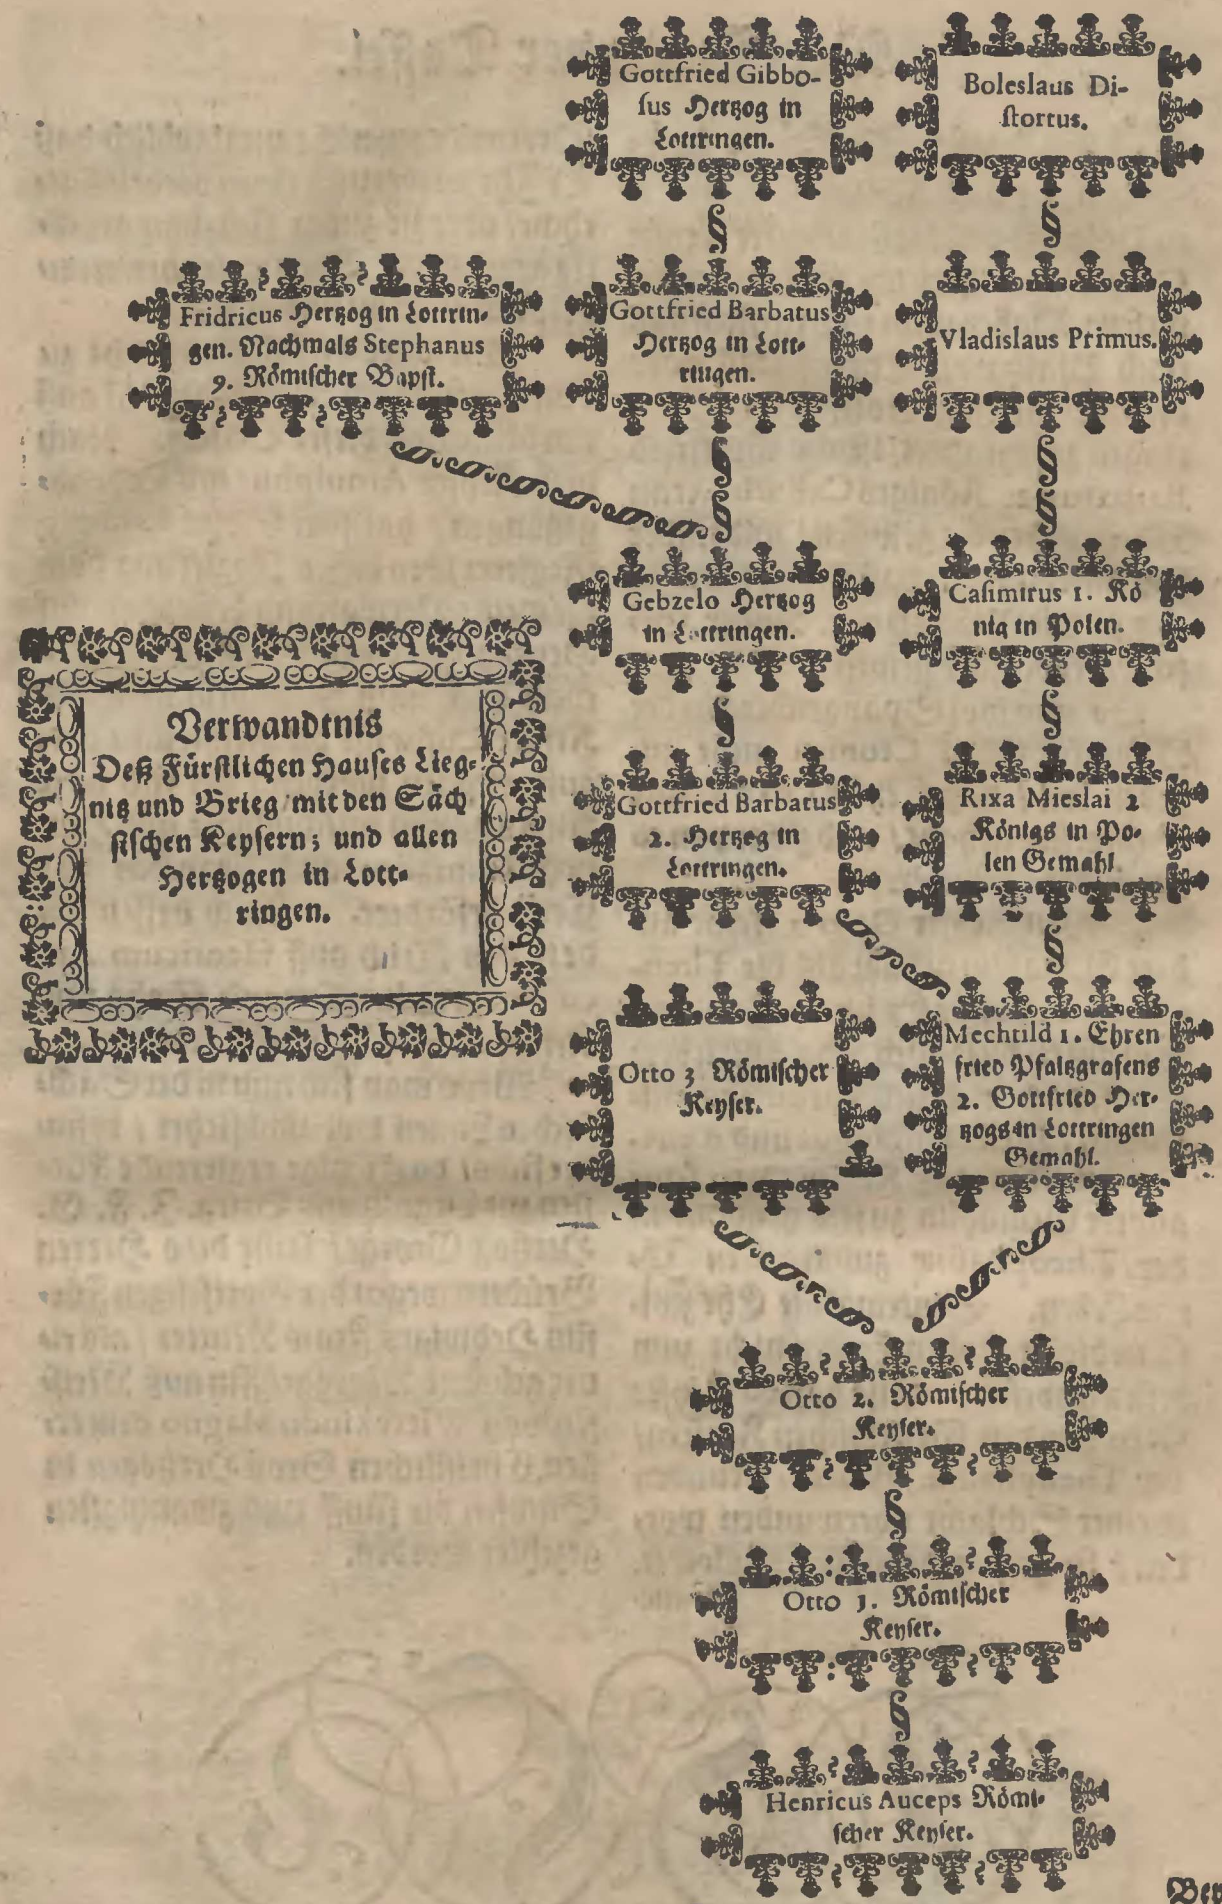 Gottfried Gibbo-
ſus Hertzog in
Lottringen.
Boleslaus Di-
ſtortus.
Fridricus Hertzog in Lottrin-
gen. Nachmals Stephanus
9. Römiſcher Bapſt.
Gottfried Barbatus
Hertzog in Lott-
ringen.
Vladislaus Primus.
Gebzelo Hertzog
in Lottringen.
Caſimirus 1. Kö
nig in Polen.
Verwandtnis
Deß Fürſtlichen Hauſes Lieg-
nitz und Brieg mit den Säch
ſiſchen Keyſern; und allen
Hertzogen in Lott-
ringen.
Gottfried Barbatus
2. Hertzog in
Lottringen.
Rixa Mieslai 2
Königs in Po-
len Gemahl.
Otto 3 Römiſcher
Keyſer.
Mechtild 1. Ehren
fried Pfaltzgrafens
2. Gottfried Her-
tzogs in Lottringen
Gemahl.
Otto 2. Römiſcher
Keyſer.
Otto 1. Römiſcher
Keyſer.
Henricus Auceps Römi-
ſcher Keyſer.
Ver